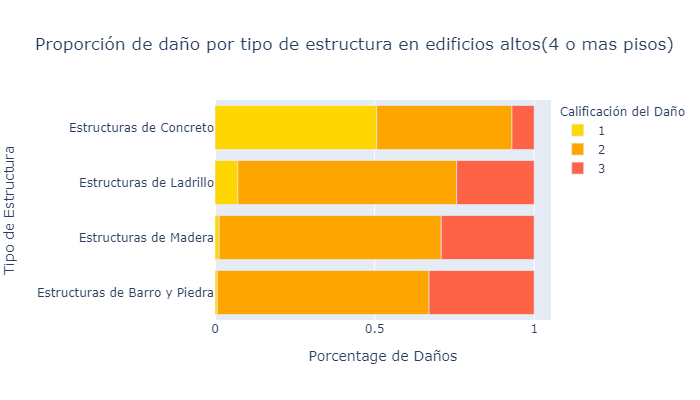 Proporción de daño por tipo de estructura en edificios altos(4 o mas pisos)
Calificación del Daño
1
2
3
Tipo de Estructura
Estructuras de Concreto
Estructuras de Ladrillo
Estructuras de Madera
Estructuras de Barro y Piedra
0
0.5
1
Porcentage de Daños